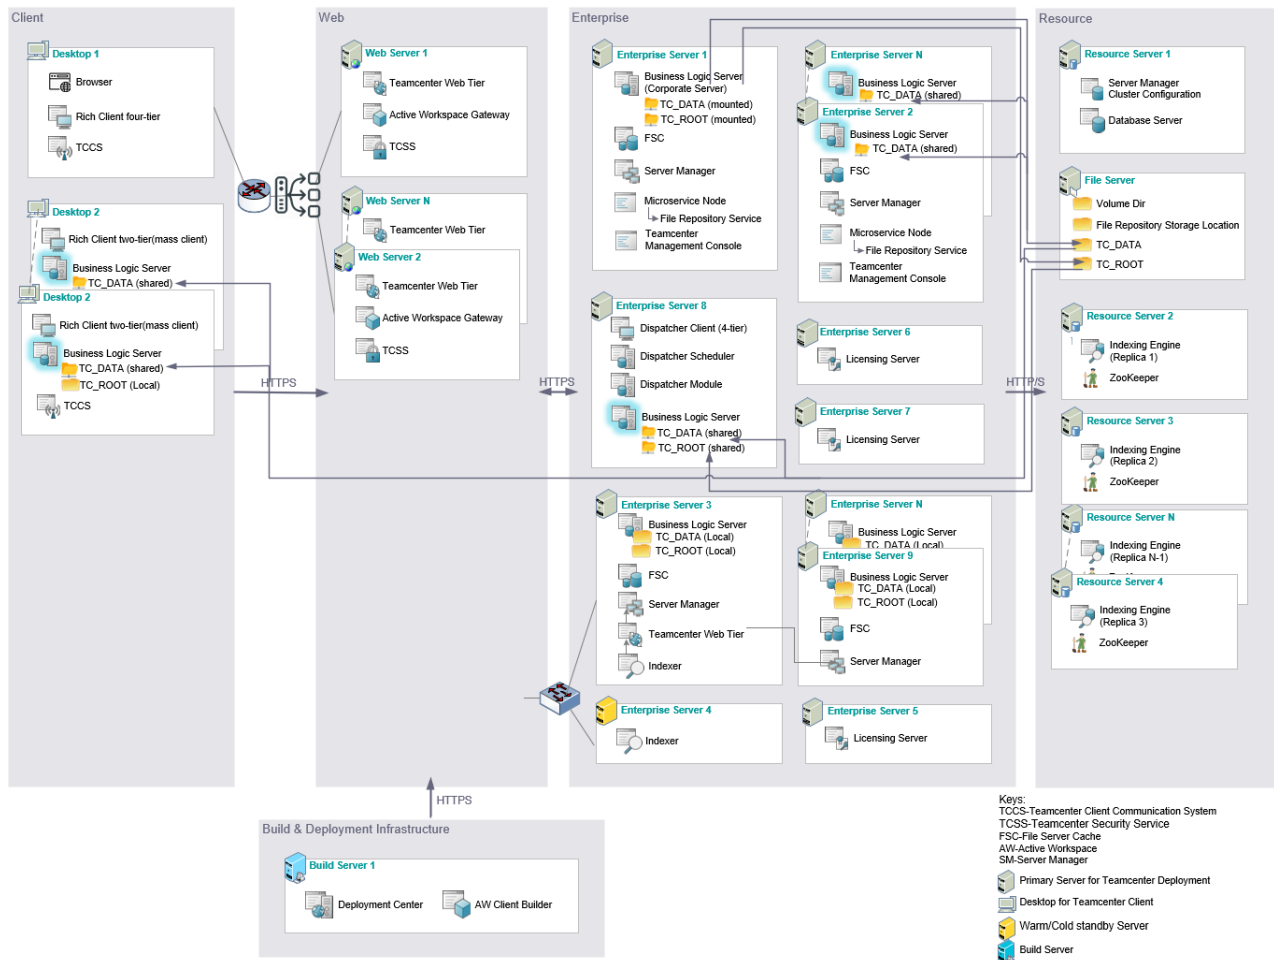 Client
Desktop 1
Browser
Rich Client four-tier
TCCS
Desktop 2
Rich Client two-tier(mass client)
Business Logic Server
TC_DATA (shared)
Desktop 2
Rich Client two-tier(mass client)
Business Logic Server
TC_DATA (shared)
TC_ROOT (Local)
TCCS
HTTPS
Web
Web Server 1
Teamcenter Web Tier
Active Workspace Gateway
TCSS
Web Server N
Teamcenter Web Tier
Web Server 2
Teamcenter Web Tier
Active Workspace Gateway
TCSS
HTTPS
Enterprise
Enterprise Server 1
Business Logic Server
(Corporate Server)
TC_DATA (mounted)
TC_ROOT (mounted)
FSC
Server Manager
Microservice Node
File Repository Service
Teamcenter
Management Console
Enterprise Server N
Business Logic Server
TC_DATA (shared)
Enterprise Server 2
Business Logic Server
TC_DATA (shared)
FSC
Server Manager
Microservice Node
File Repository Service
Teamcenter
Management Console
Enterprise Server 8
Dispatcher Client (4-tier)
Dispatcher Scheduler
Dispatcher Module
Business Logic Server
TC_DATA (shared)
TC_ROOT (shared)
Enterprise Server 6
Licensing Server
Enterprise Server 7
Licensing Server
Enterprise Server 3
Business Logic Server
TC_DATA (Local)
TC_ROOT (Local)
FSC
Server Manager
Teamcenter Web Tier
Indexer
Enterprise Server N
Business Logic Server
TC_DATA (Local)
Enterprise Server 9
Business Logic Server
TC_DATA (Local)
TC_ROOT (Local)
FSC
Server Manager
Enterprise Server 4
Indexer
Enterprise Server 5
Licensing Server
HTTP/S
Resource
Resource Server 1
Server Manager
Cluster Configuration
Database Server
File Server
Volume Dir
File Repository Storage Location
TC_DATA
TC_ROOT
Resource Server 2
Indexing Engine
(Replica 1)
ZooKeeper
Resource Server 3
Indexing Engine
(Replica 2)
ZooKeeper
Resource Server N
Indexing Engine
(Replica N-1)
Resource Server 4
Indexing Engine
(Replica 3)
ZooKeeper
HTTPS
Build & Deployment Infrastructure
Build Server 1
Deployment Center
AW Client Builder
Keys:
TCCS-Teamcenter Client Communication System
TCSS-Teamcenter Security Service
FSC-File Server Cache
AW-Active Workspace
SM-Server Manager
Primary Server for Teamcenter Deployment
Desktop for Teamcenter Client
Warm/Cold standby Server
Build Server